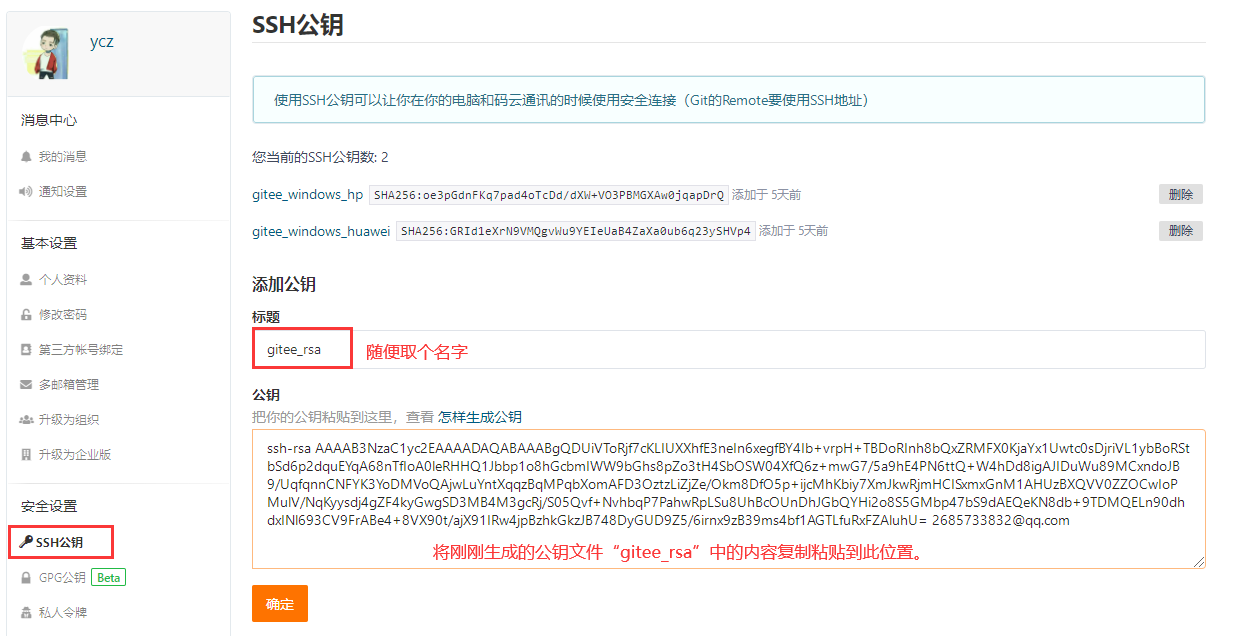 ycz
消息中心
我的消息
通知设置
基本设置
个人资料
修改密码
第三方帐号绑定
多邮箱管理
升级为组织
升级为企业版
安全设置
SSH公钥
GPG公钥 Beta
私人令牌
SSH公钥
使用SSH公钥可以让你在你的电脑和码云通讯的时候使用安全连接（Git的Remote要使用SSH地址）
您当前的SSH公钥数: 2
gitee_windows_hp SHA256:oe3pGdnFKq7pad4oTcDd/dXW+VO3PBMGXAw0jqapDrQ 添加于 5天前 删除
gitee_windows_huawei SHA256:GRId1eXrN9VMQgvWu9YEIeUaB4ZaXa0ub6q23ySHVp4 添加于 5天前 删除
添加公钥
标题
gitee_rsa 随便取个名字
公钥
把你的公钥粘贴到这里，查看 怎样生成公钥
ssh-rsa AAAAB3NzaC1yc2EAAAADAQABAAABgQDUiVToRjf7cKLIUXXhfE3neIn6xegfBY4Ib+vrpH+TBDoRInh8bQxZRMFX0KjaYx1Uwtc0sDjriVL1ybBoRSt
bSd6p2dquEYqA68nTfIoA0IeRHHQ1Jbbp1o8hGcbmIWW9bGhs8pZo3tH4SbOSW04XfQ6z+mwG7/5a9hE4PN6ttQ+W4hDd8igAJIDuWu89MCxndoJB
9/UqfqnnCNFYK3YoDMVoQAjwLuYntXqqzBqMPqbXomAFD3OztzLiZjZe/Okm8DfO5p+ijcMhKbiy7XmJkwRjmHCISxmxGnM1AHUzBXQVV0ZZOCwIoP
MuIV/NqKyysdj4gZF4kyGwgSD3MB4M3gcRj/S05Qvf+NvhbqP7PahwRpLSu8UhBcOUnDhJGbQYHi2o8S5GMbp47bS9dAEQeKN8db+9TDMQELn90dh
dxINI693CV9FrABe4+8VX90t/ajX91IRw4jpBzhkGkzJB748DyGUD9Z5/6irnx9zB39ms4bf1AGTLfuRxFZAIuhU= 2685733832@qq.com
将刚刚生成的公钥文件“gitee_rsa”中的内容复制粘贴到此位置。
确定